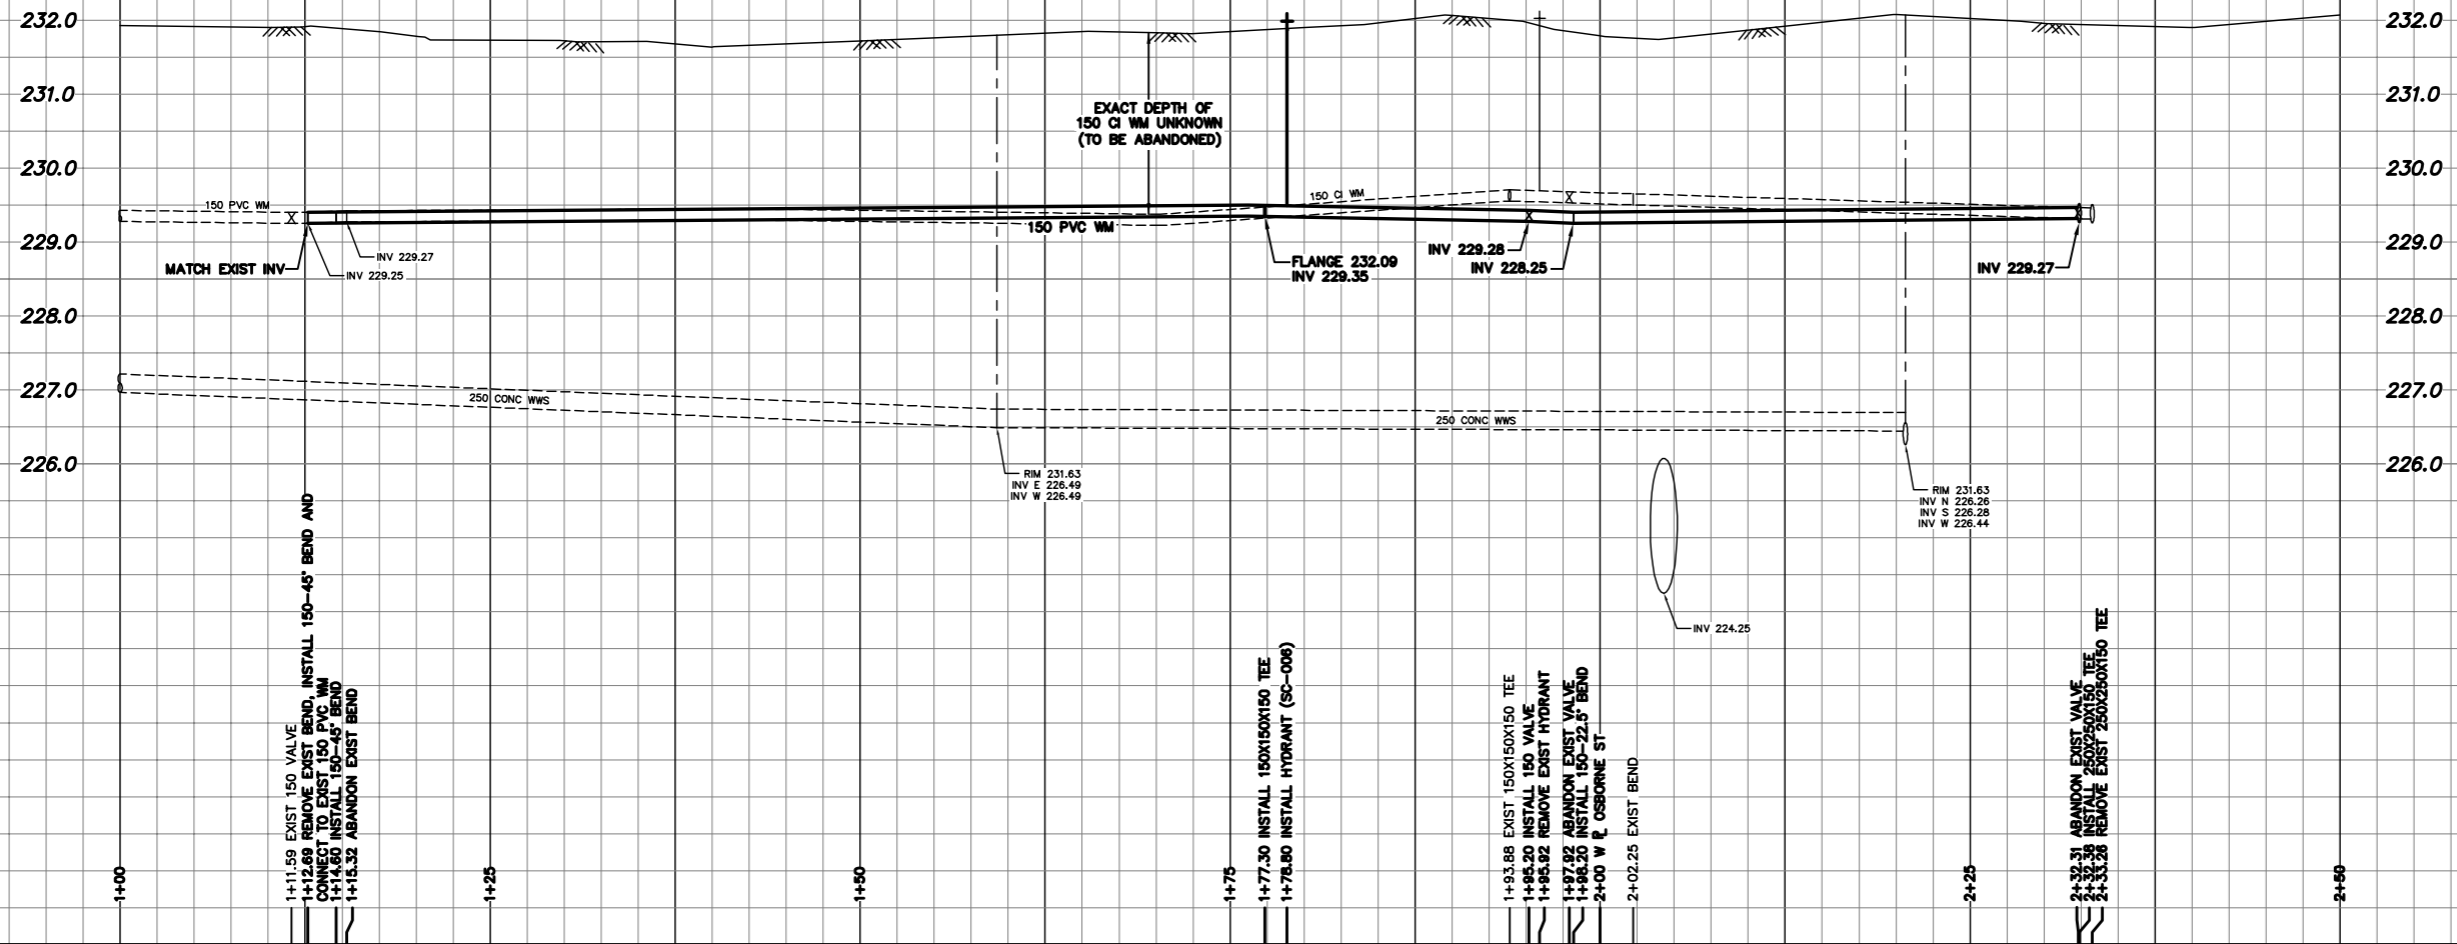 232.0
232.0
231.0
231.0
EXACT DEPTH OF
150 CI WM UNKNOWN
(TO BE ABANDONED)
230.0
230.0
150 PVC WM
150 CI WM
229.0
229.0
150 PVC WM
MATCH EXIST INV
INV 229.27
INV 229.25
FLANGE 232.09
INV 229.35
INV 229.28
INV 228.25
INV 229.27
228.0
228.0
227.0
227.0
250 CONC WWS
250 CONC WWS
226.0
226.0
RIM 231.63
INV E 226.49
INV W 226.49
RIM 231.63
INV N 226.26
INV S 226.28
INV W 226.44
INV 224.25
1+00
1+11.59 EXIST 150 VALVE
1+12.69 REMOVE EXIST BEND, INSTALL 150-45° BEND AND
CONNECT TO EXIST 150 PVC WM
1+14.60 INSTALL 150-45° BEND
1+15.32 ABANDON EXIST BEND
1+25
1+50
1+75
1+77.30 INSTALL 150X150X150 TEE
1+78.80 INSTALL HYDRANT (SC-006)
1+93.88 EXIST 150X150X150 TEE
1+95.20 INSTALL 150 VALVE
1+95.92 REMOVE EXIST HYDRANT
1+97.92 ABANDON EXIST VALVE
1+98.20 INSTALL 150-22.5° BEND
2+00 W PL OSBORNE ST
2+02.25 EXIST BEND
2+25
2+32.31 ABANDON EXIST VALVE
2+32.38 INSTALL 250X250X150 TEE
2+33.26 REMOVE EXIST 250X250X150 TEE
2+50